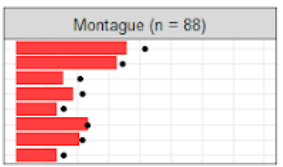 Montague (n = 88)